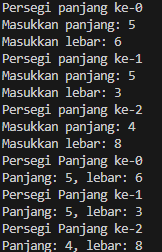 Persegi panjang ke-0
Masukkan panjang: 5
Masukkan lebar: 6
Persegi panjang ke-1
Masukkan panjang: 5
Masukkan lebar: 3
Persegi panjang ke-2
Masukkan panjang: 4
Masukkan lebar: 8
Persegi Panjang ke-0
Panjang: 5, lebar: 6
Persegi Panjang ke-1
Panjang: 5, lebar: 3
Persegi Panjang ke-2
Panjang: 4, lebar: 8